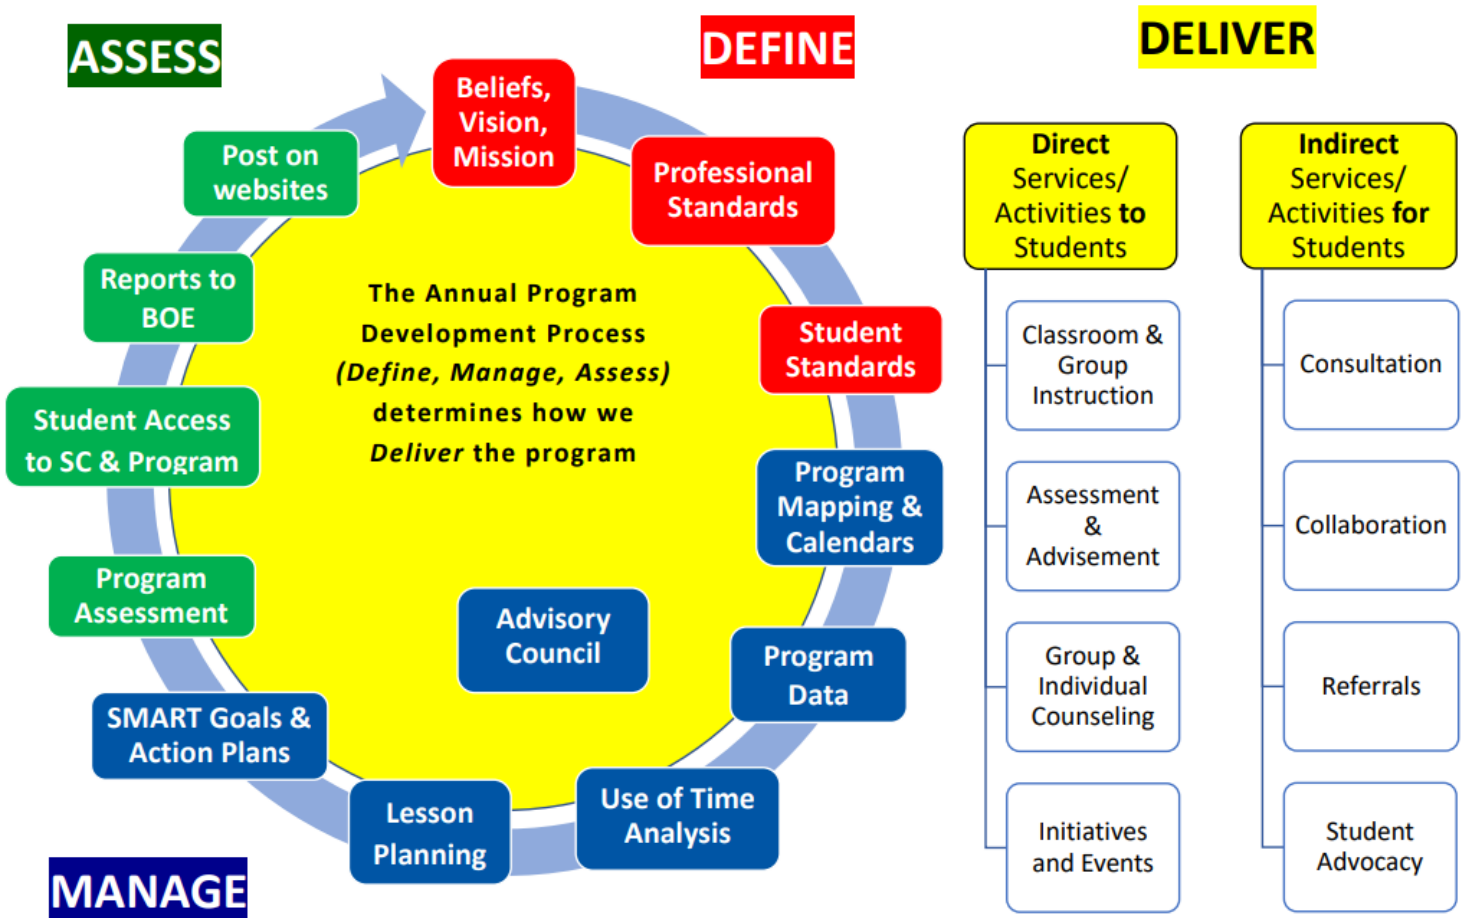 ASSESS
DEFINE
DELIVER
Beliefs,
Vision,
Mission
Professional
Standards
Student
Standards
Program
Mapping &
Calendars
Program
Data
Use of Time
Analysis
Lesson
Planning
SMART Goals &
Action Plans
Program
Assessment
Student Access
to SC & Program
Reports to
BOE
Post on
websites
The Annual Program
Development Process
(Define, Manage, Assess)
determines how we
Deliver the program
Advisory
Council
MANAGE
Direct
Services/
Activities to
Students
Classroom &
Group
Instruction
Assessment
&
Advisement
Group &
Individual
Counseling
Initiatives
and Events
Indirect
Services/
Activities for
Students
Consultation
Collaboration
Referrals
Student
Advocacy